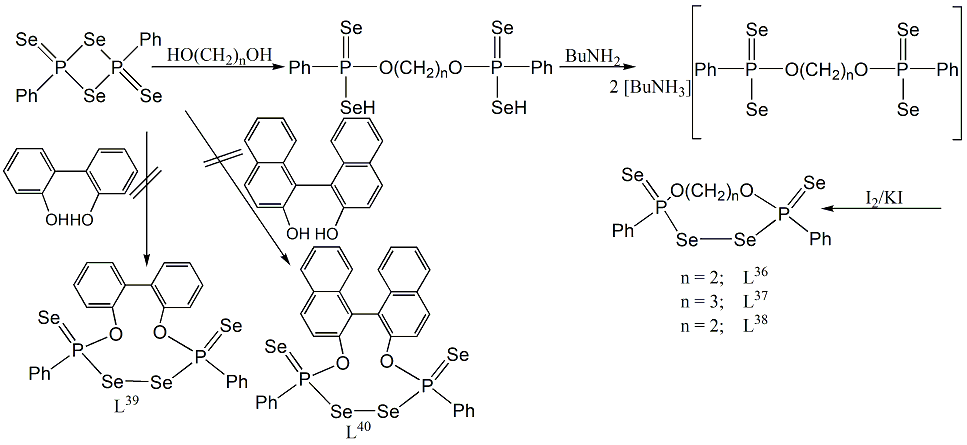 Se Se Ph
P P
Ph Se Se
HO(CH2)nOH
Se Se
Ph P O(CH2)nO P Ph
SeH SeH
BuNH2
2 [BuNH3]
Se Se
Ph P O(CH2)nO P Ph
Se Se
OHHO
OH HO
I2/KI
Se O(CH2)nO Se
P P
Ph Se Se Ph
n = 2; L36
n = 3; L37
n = 2; L38
Se O O Se
P P
Ph Se Se Ph
L39
Se O O Se
P P
Ph Se Se Ph
L40